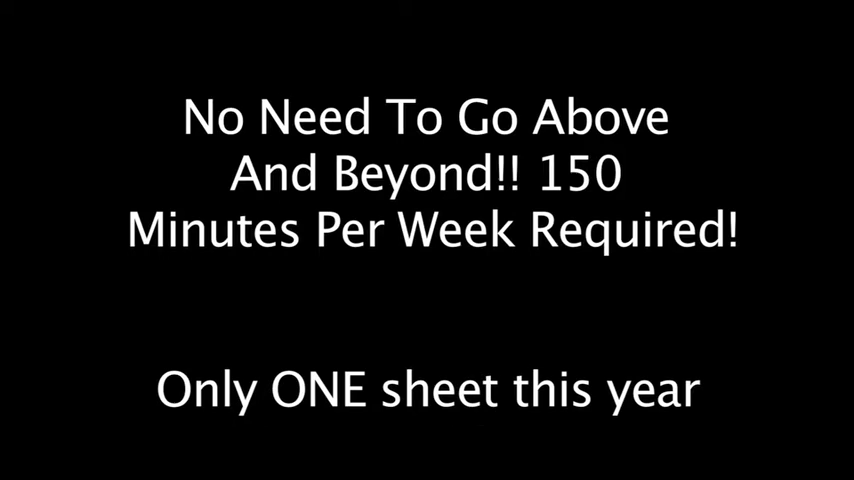 No Need To Go Above
And Beyond!! 150
Minutes Per Week Required!
Only ONE sheet this year